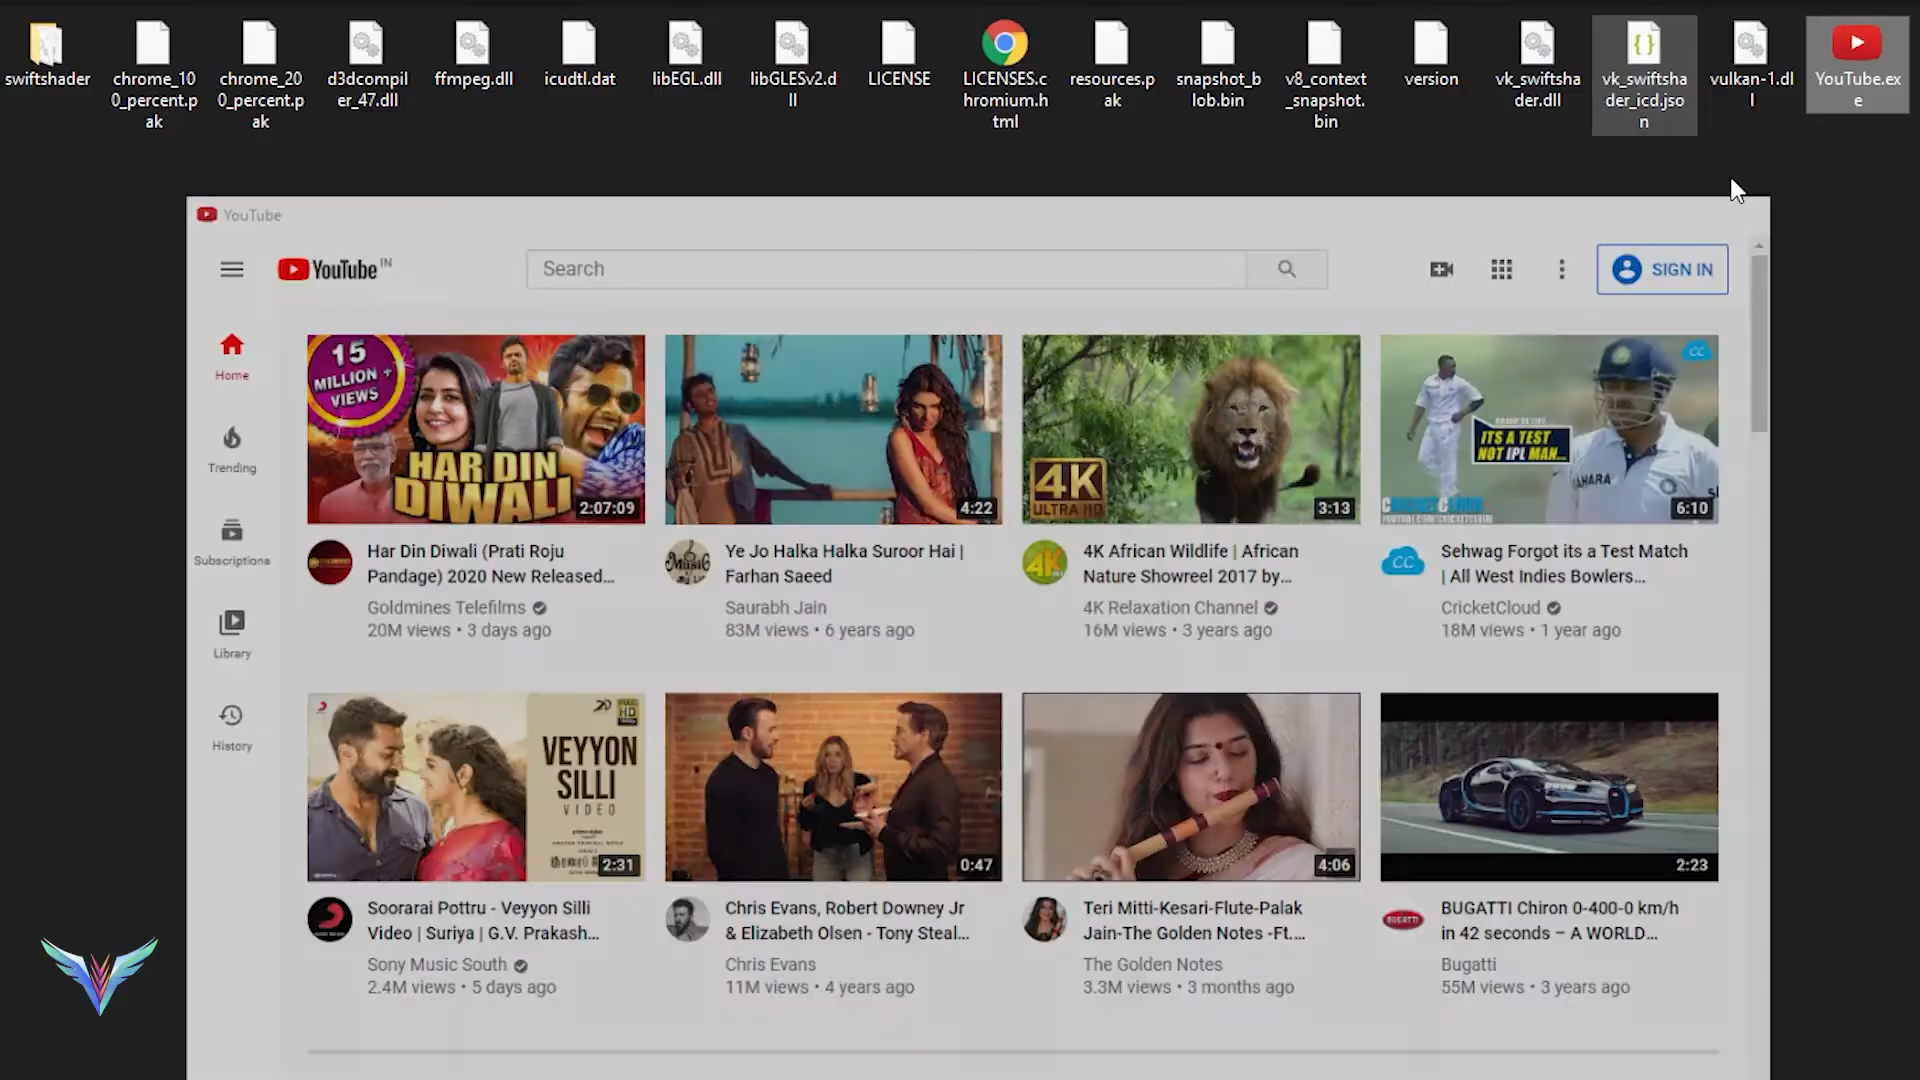 swiftshader
chrome_10
0_percent.p
ak
chrome_20
0_percent.p
ak
d3dcompil
er_47.dll
ffmpeg.dll
icudtl.dat
libEGL.dll
libGLESv2.d
ll
LICENSE
LICENSES.c
hromium.h
tml
resources.p
ak
snapshot_b
lob.bin
v8_context
_snapshot.
bin
version
vk_swiftsha
der.dll
vk_swiftsha
der_icd.jso
n
vulkan-1.dl
l
YouTube.ex
e
YouTube
YouTube IN
Search
SIGN IN
Home
Trending
Subscriptions
Library
History
15
MILLION +
VIEWS
HAR DIN
DIWALI
2:07:09
Har Din Diwali (Prati Roju
Pandage) 2020 New Released...
Goldmines Telefilms
20M views • 3 days ago
4:22
Music
Ye Jo Halka Halka Suroor Hai |
Farhan Saeed
Saurabh Jain
83M views • 6 years ago
4K
ULTRA HD
3:13
4K
4K African Wildlife | African
Nature Showreel 2017 by...
4K Relaxation Channel
16M views • 3 years ago
CC
ITS A TEST
NOT IPL MAN...
SAHARA
6:10
CC
Sehwag Forgot its a Test Match
| All West Indies Bowlers...
CricketCloud
18M views • 1 year ago
HD
VEYYON
SILLI
VIDEO
2:31
Soorarai Pottru - Veyyon Silli
Video | Suriya | G.V. Prakash...
Sony Music South
2.4M views • 5 days ago
0:47
Chris Evans, Robert Downey Jr
& Elizabeth Olsen - Tony Steal...
Chris Evans
11M views • 4 years ago
4:06
Teri Mitti-Kesari-Flute-Palak
Jain-The Golden Notes -Ft....
The Golden Notes
3.3M views • 3 months ago
2:23
BUGATTI
BUGATTI Chiron 0-400-0 km/h
in 42 seconds – A WORLD...
Bugatti
55M views • 3 years ago